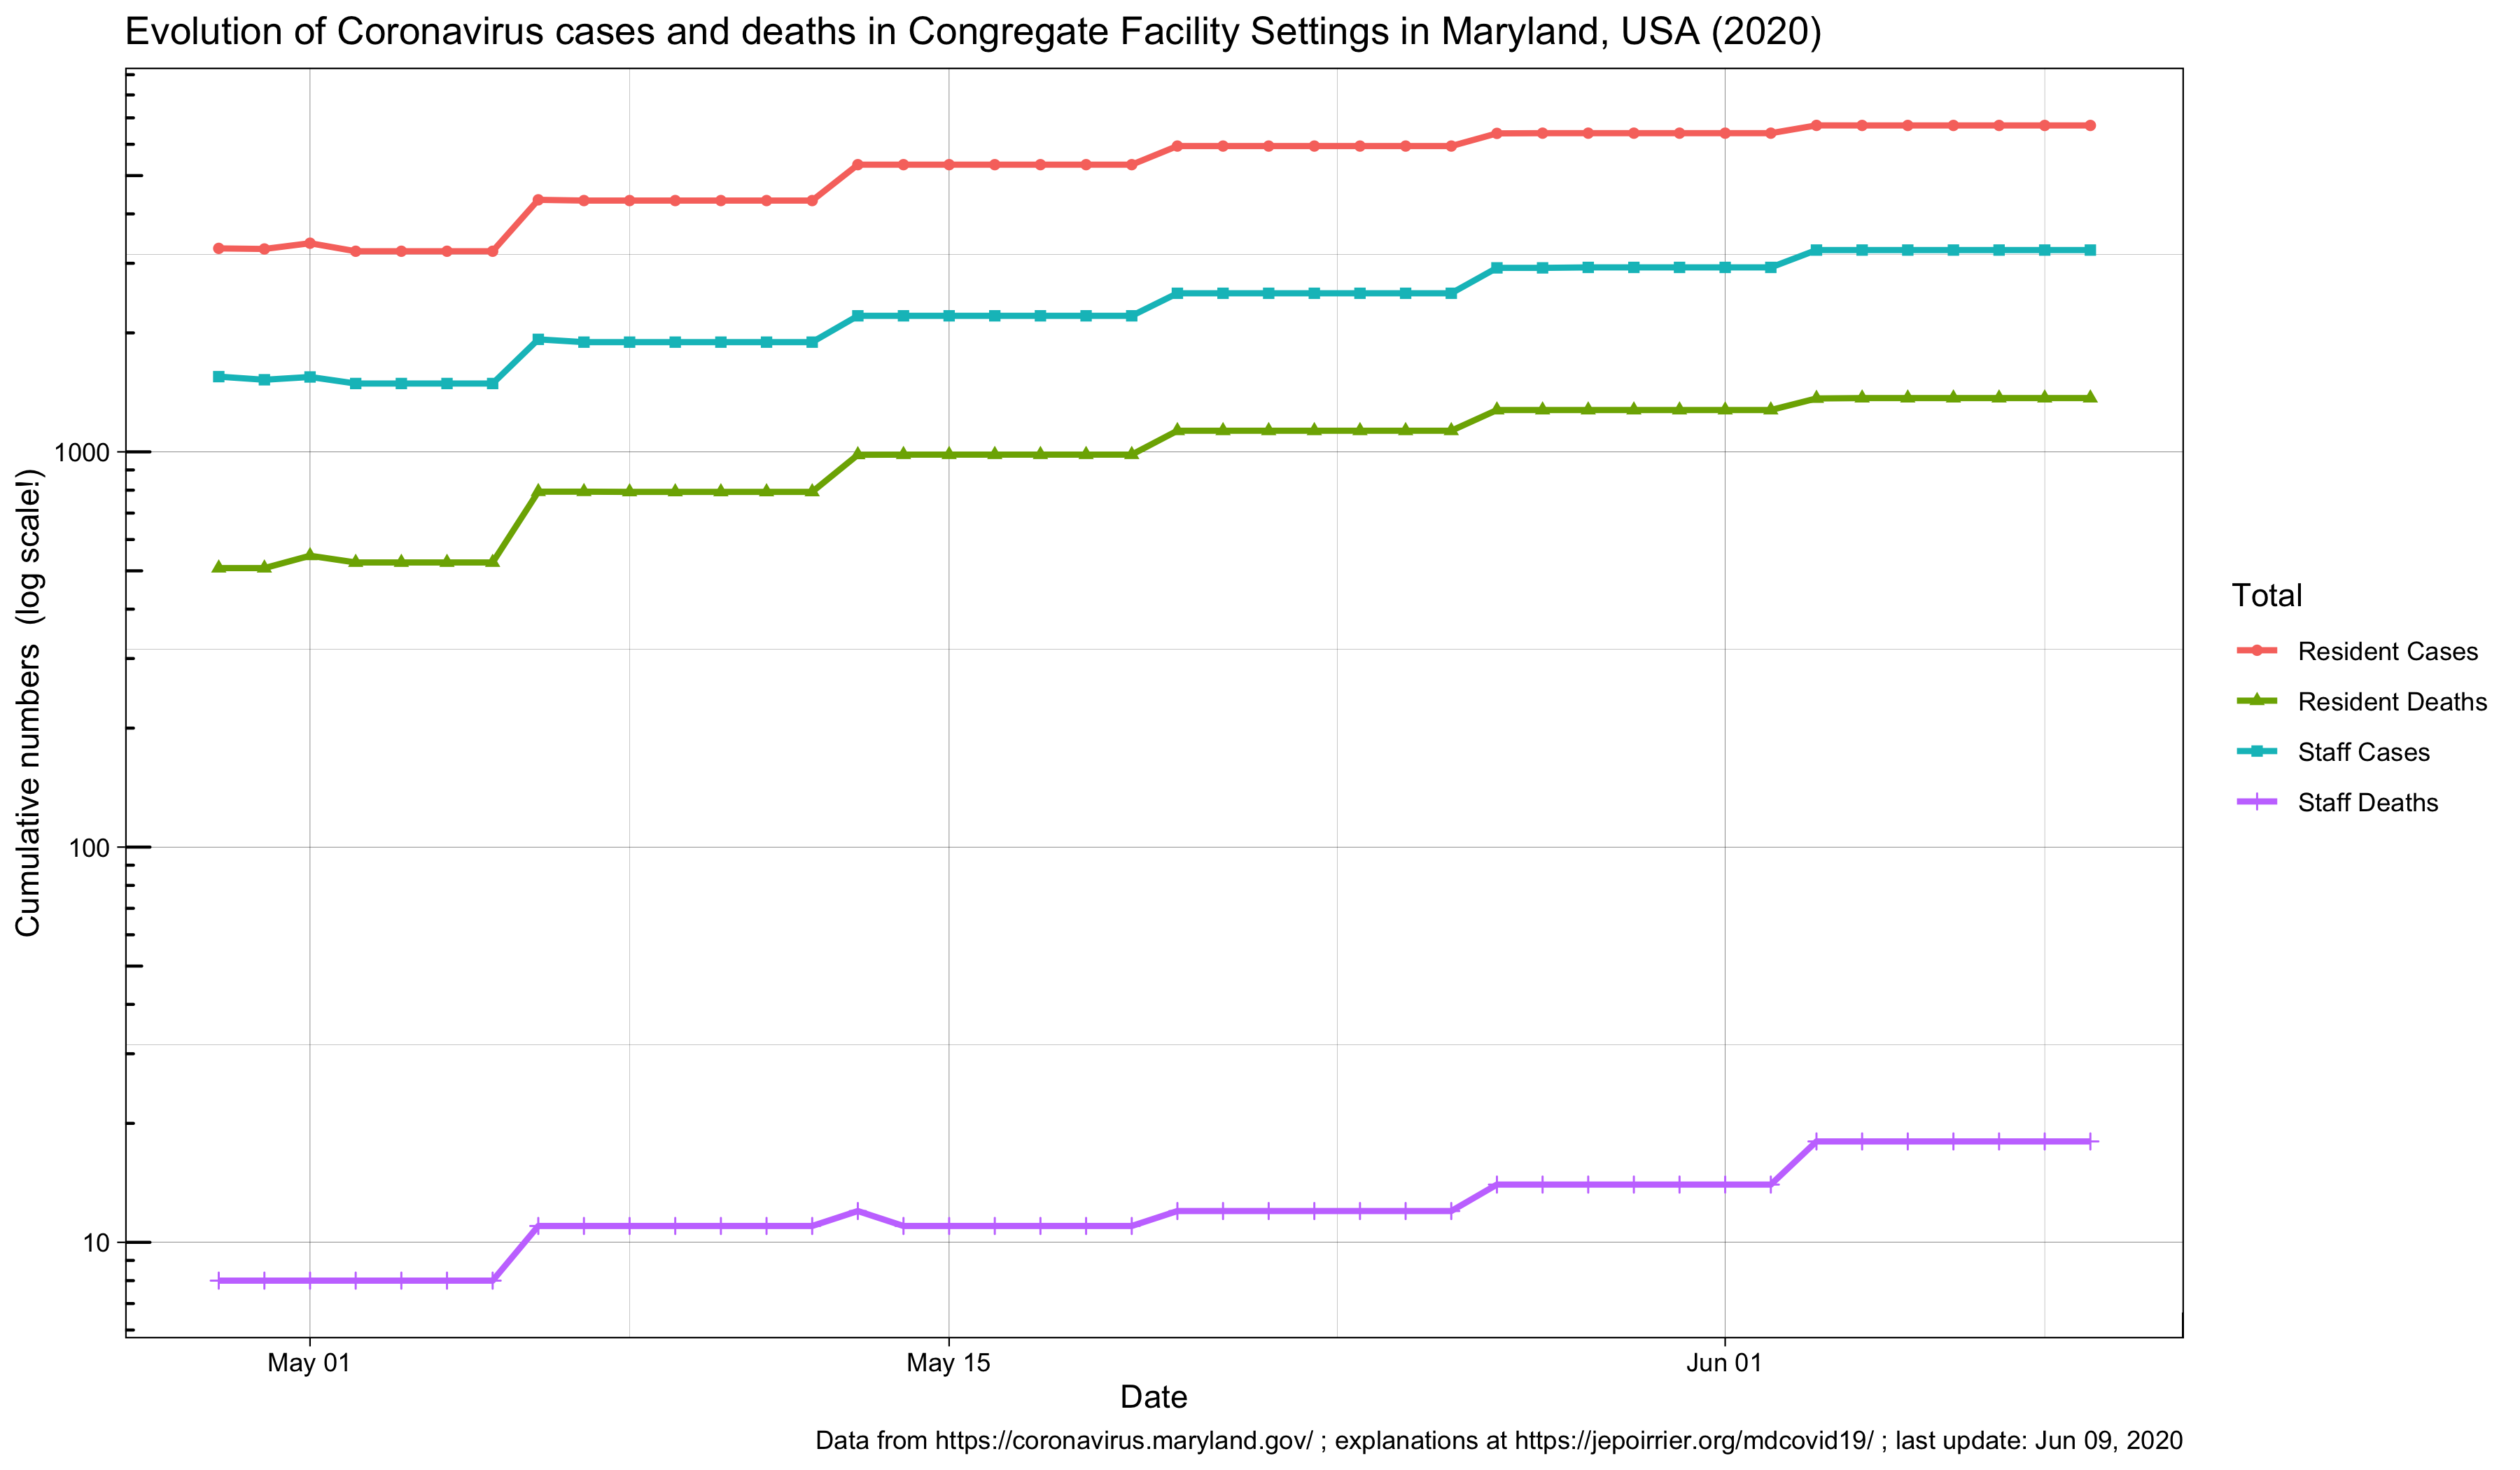 Evolution of Coronavirus cases and deaths in Congregate Facility Settings in Maryland, USA (2020)
Cumulative numbers  (log scale!)
1000
100
10
May 01
May 15
Jun 01
Date
Total
Resident Cases
Resident Deaths
Staff Cases
Staff Deaths
Data from https://coronavirus.maryland.gov/ ; explanations at https://jepoirrier.org/mdcovid19/ ; last update: Jun 09, 2020